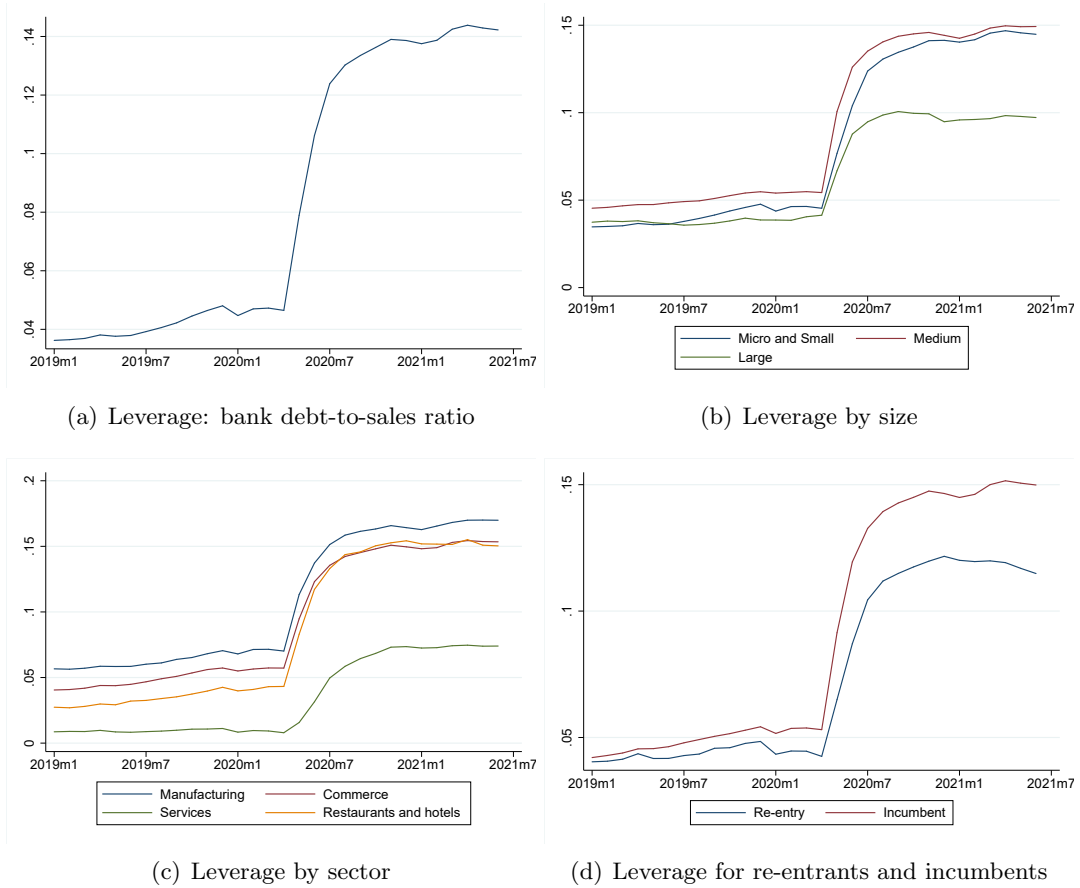 .14
.12
.1
.08
.06
.04
2019m1 2019m7 2020m1 2020m7 2021m1 2021m7
(a) Leverage: bank debt-to-sales ratio
.15
.1
.05
0
2019m1 2019m7 2020m1 2020m7 2021m1 2021m7
Micro and Small Medium
Large
(b) Leverage by size
.2
.15
.1
.05
0
2019m1 2019m7 2020m1 2020m7 2021m1 2021m7
Manufacturing Commerce
Services Restaurants and hotels
(c) Leverage by sector
.15
.1
.05
2019m1 2019m7 2020m1 2020m7 2021m1 2021m7
Re-entry Incumbent
(d) Leverage for re-entrants and incumbents